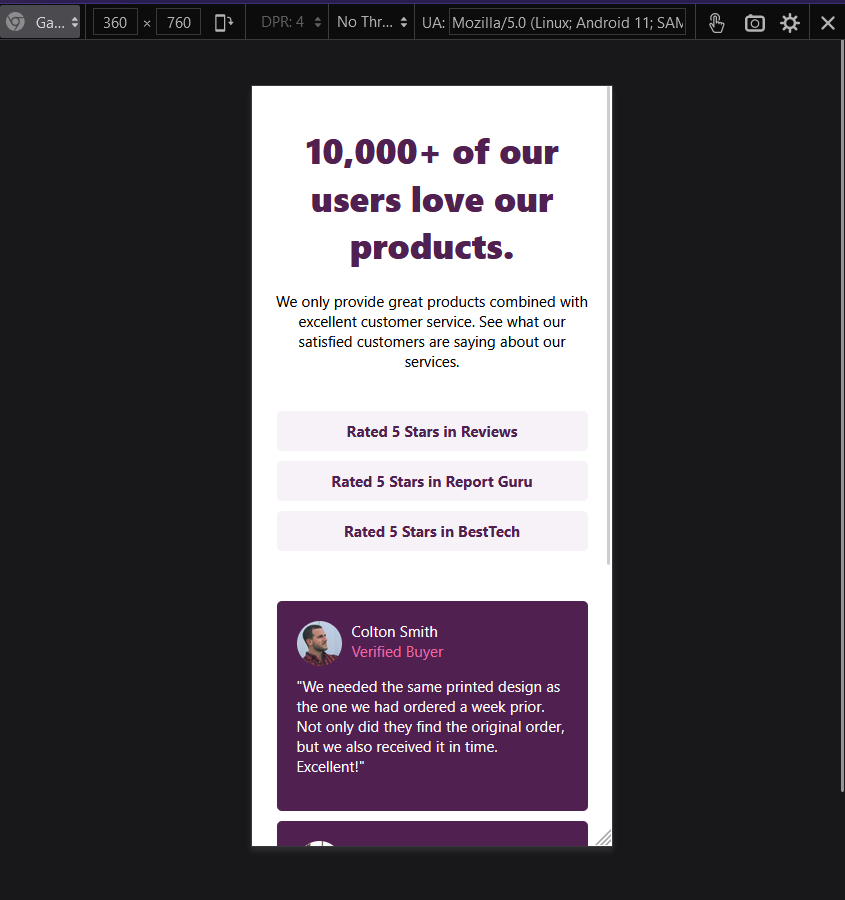 Ga... 360 × 760 DPR: 4 No Thr... UA: Mozilla/5.0 (Linux; Android 11; SAM
10,000+ of our
users love our
products.
We only provide great products combined with
excellent customer service. See what our
satisfied customers are saying about our
services.
Rated 5 Stars in Reviews
Rated 5 Stars in Report Guru
Rated 5 Stars in BestTech
Colton Smith
Verified Buyer
"We needed the same printed design as
the one we had ordered a week prior.
Not only did they find the original order,
but we also received it in time.
Excellent!"